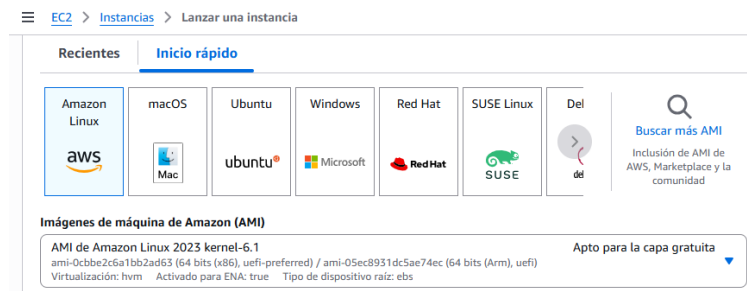 EC2 > Instancias > Lanzar una instancia
Recientes Inicio rápido
Amazon Linux
aws
macOS
Mac
Ubuntu
ubuntu®
Windows
Microsoft
Red Hat
Red Hat
SUSE Linux
SUSE
Buscar más AMI
Inclusión de AMI de
AWS, Marketplace y la
comunidad
Imágenes de máquina de Amazon (AMI)
AMI de Amazon Linux 2023 kernel-6.1 Apto para la capa gratuita
ami-0cbbe2c6a1bb2ad63 (64 bits (x86), uefi-preferred) / ami-05ec8931dc5ae74ec (64 bits (Arm), uefi)
Virtualización: hvm Activado para ENA: true Tipo de dispositivo raíz: ebs